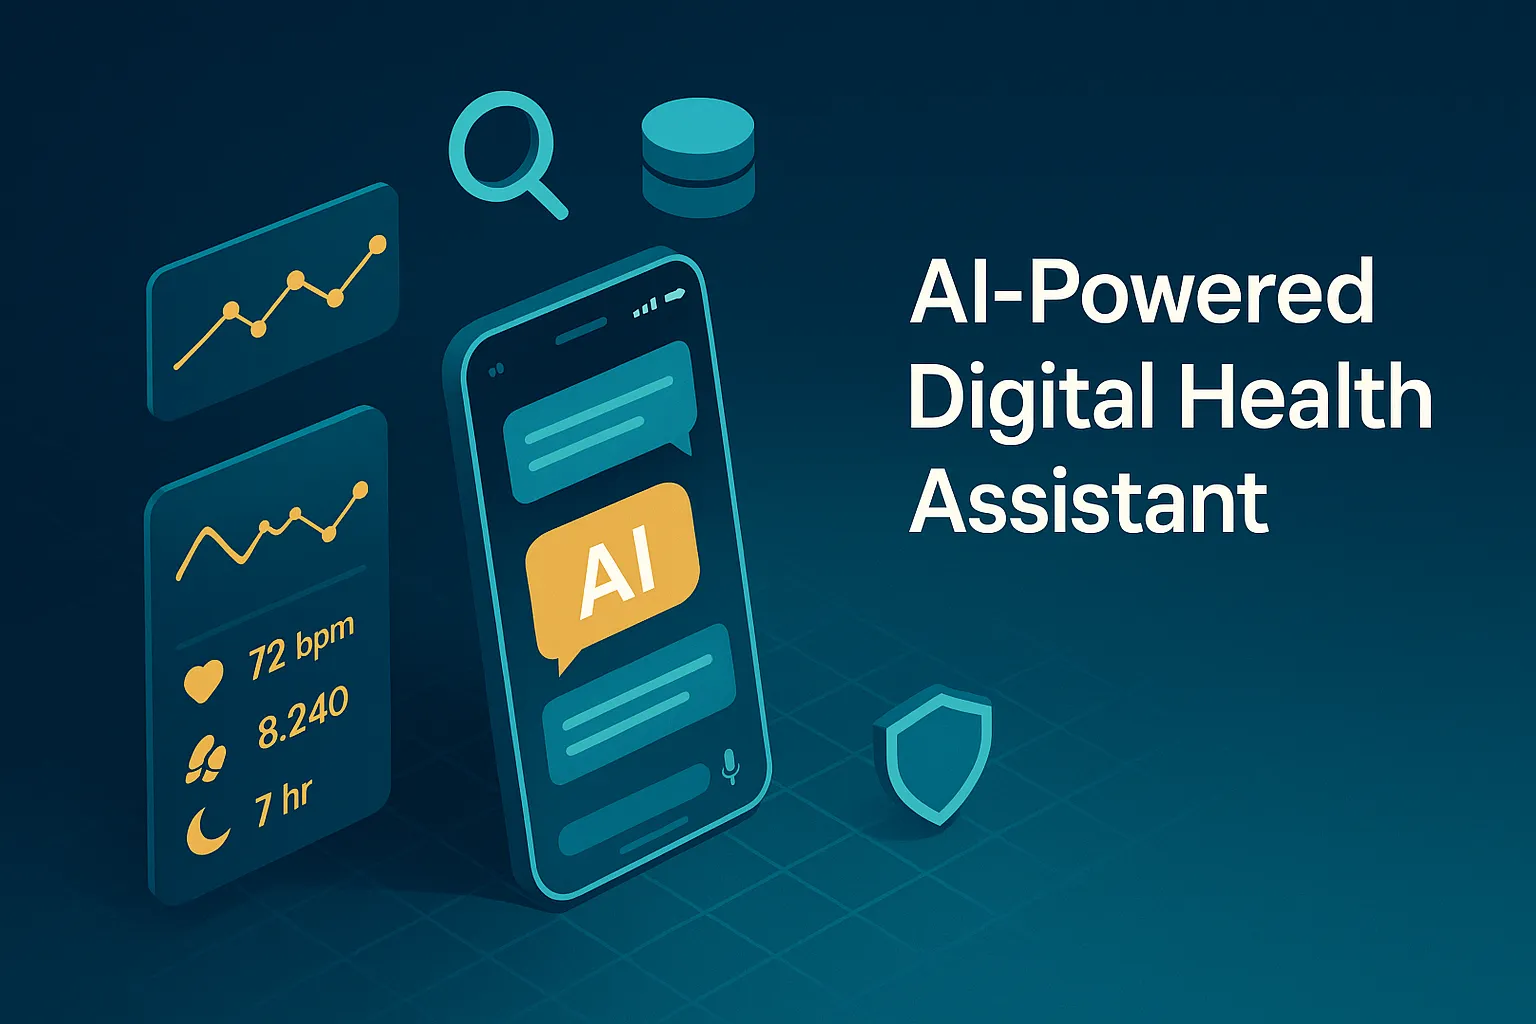 72 bpm
8.240
7 hr
AI
AI-Powered
Digital Health
Assistant